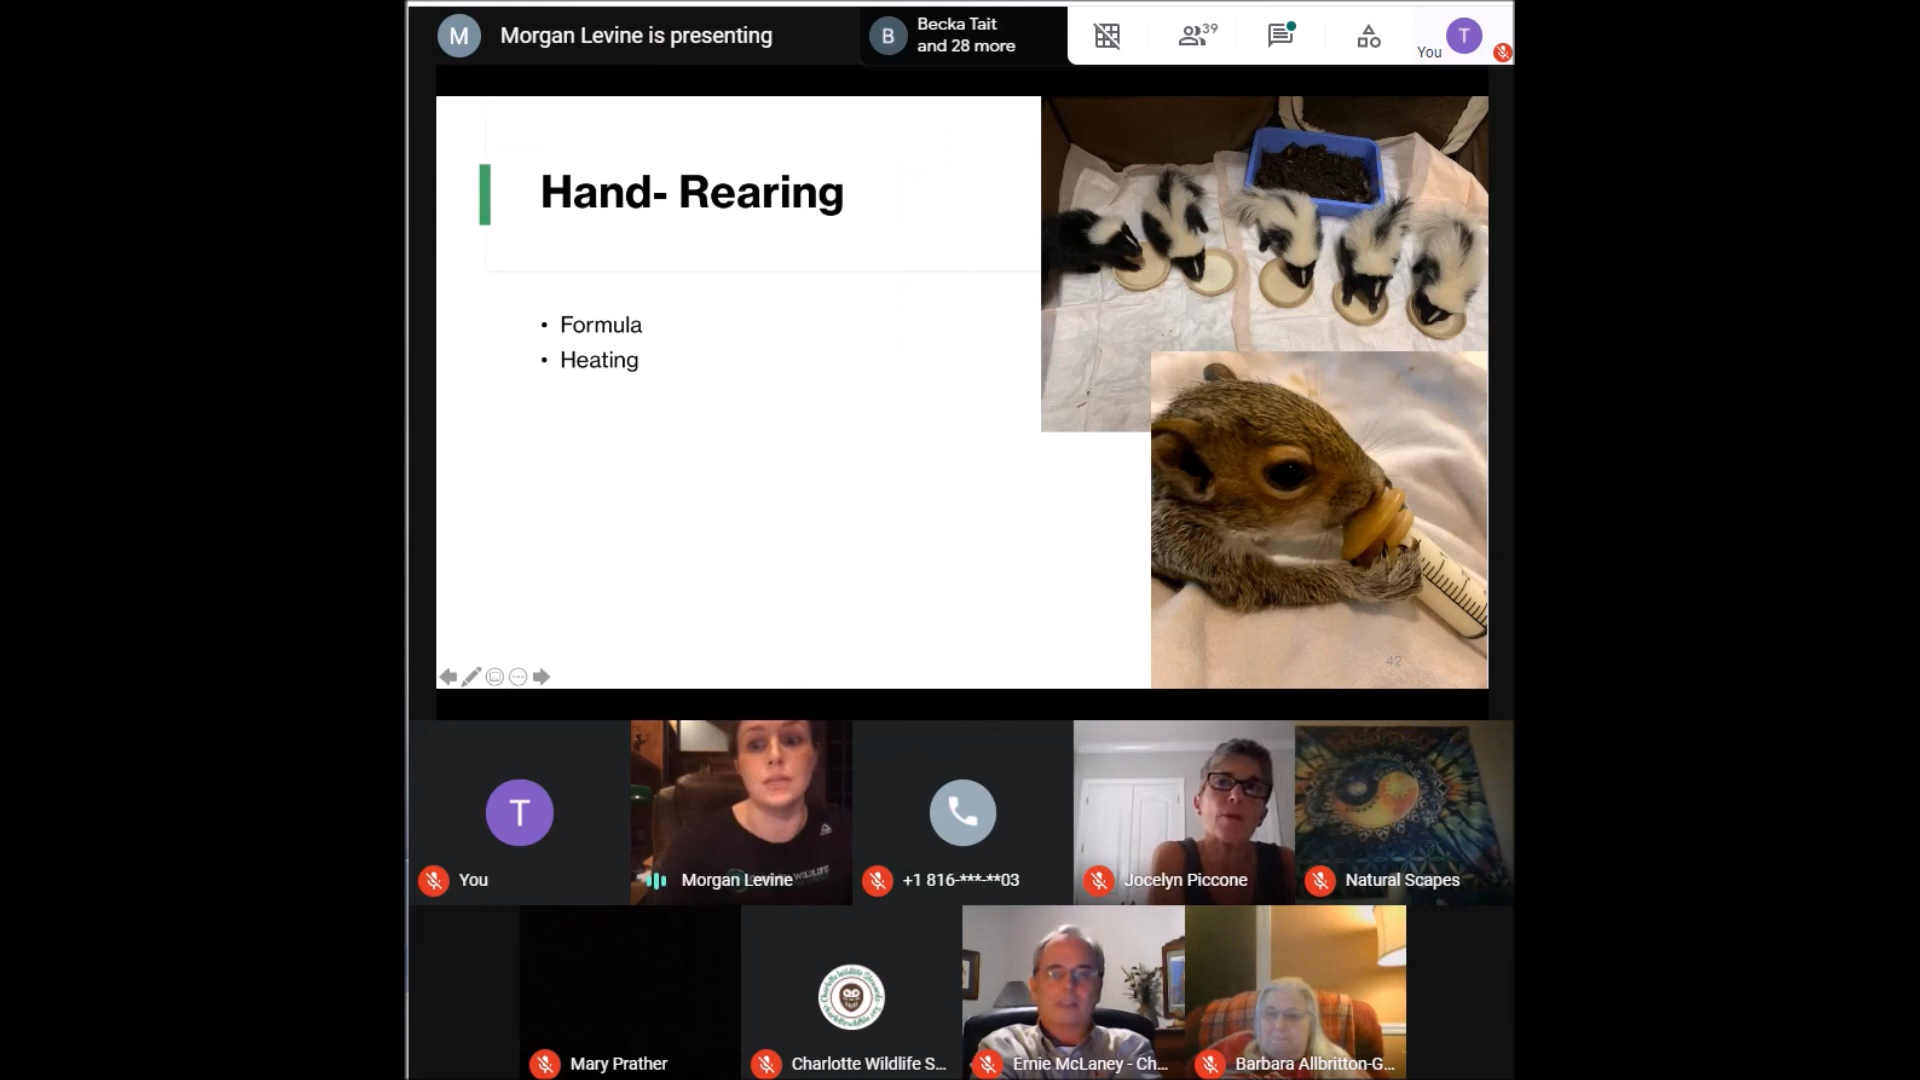 M
Morgan Levine is presenting
B
Becka Tait
and 28 more
39
You
T
Hand- Rearing
• Formula
• Heating
42
T
You
Morgan Levine
+1 816-***-**03
Jocelyn Piccone
Natural Scapes
Mary Prather
Charlotte Wildlife S...
Ernie McLaney - Ch...
Barbara Allbritton-G...